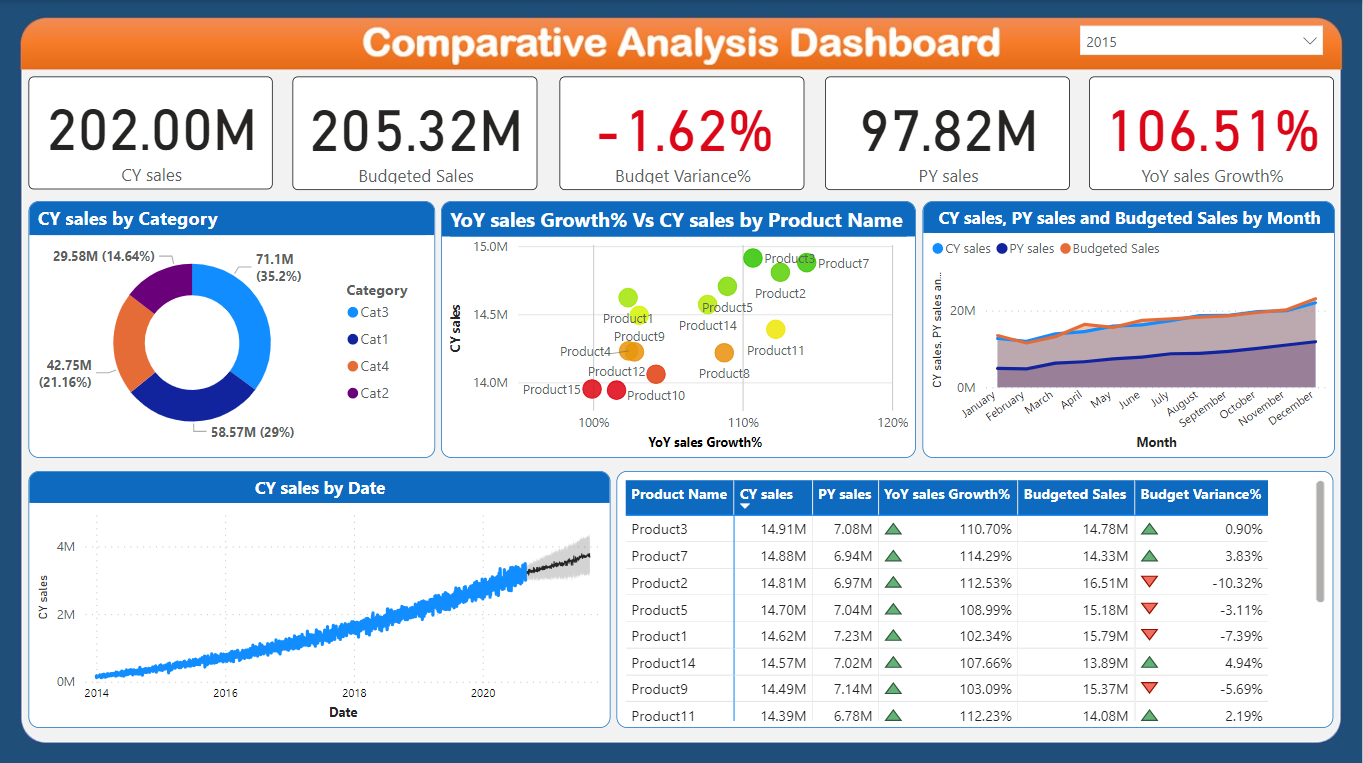 Comparative Analysis Dashboard
2015
202.00M
CY sales
205.32M
Budgeted Sales
-1.62%
Budget Variance%
97.82M
PY sales
106.51%
YoY sales Growth%
CY sales by Category
29.58M (14.64%)
71.1M
(35.2%)
42.75M
(21.16%)
58.57M (29%)
Category
Cat3
Cat1
Cat4
Cat2
YoY sales Growth% Vs CY sales by Product Name
CY sales
15.0M
14.5M
14.0M
Product3
Product7
Product2
Product5
Product1
Product14
Product9
Product4
Product11
Product12
Product8
Product15
Product10
100%
110%
120%
YoY sales Growth%
CY sales, PY sales and Budgeted Sales by Month
CY sales PY sales Budgeted Sales
CY sales, PY sales an...
20M
0M
January
February
March
April
May
June
July
August
September
October
November
December
Month
CY sales by Date
CY sales
4M
2M
0M
2014 2016 2018 2020
Date
Product Name CY sales PY sales YoY sales Growth% Budgeted Sales Budget Variance%
Product3 14.91M 7.08M 110.70% 14.78M 0.90%
Product7 14.88M 6.94M 114.29% 14.33M 3.83%
Product2 14.81M 6.97M 112.53% 16.51M -10.32%
Product5 14.70M 7.04M 108.99% 15.18M -3.11%
Product1 14.62M 7.23M 102.34% 15.79M -7.39%
Product14 14.57M 7.02M 107.66% 13.89M 4.94%
Product9 14.49M 7.14M 103.09% 15.37M -5.69%
Product11 14.39M 6.78M 112.23% 14.08M 2.19%